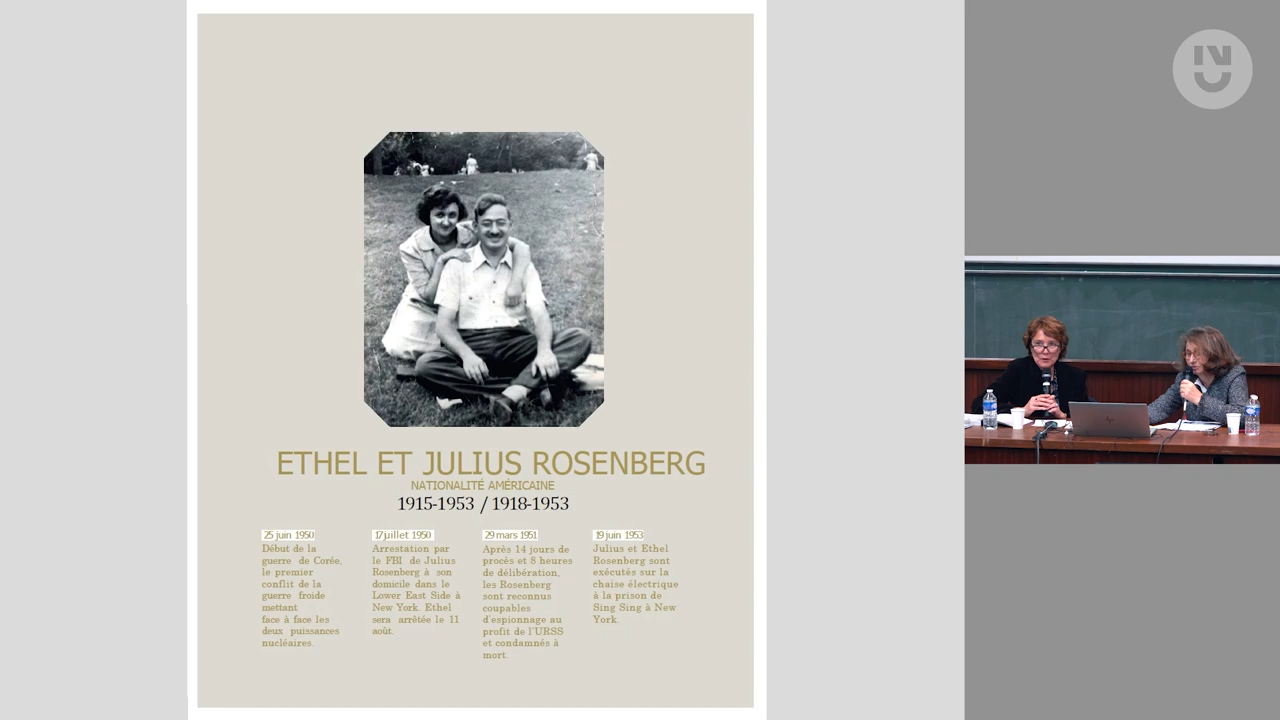 ETHEL ET JULIUS ROSENBERG
NATIONALITÉ AMÉRICAINE
1915-1953 / 1918-1953
25 juin 1950
Début de la
guerre de Corée,
le premier
conflit de la
guerre froide
mettant
face à face les
deux puissances
nucléaires.
17juillet 1950
Arrestation par
le FBI de Julius
Rosenberg à son
domicile dans le
Lower East Side à
New York. Ethel
sera arrêtée le 11
août.
29 mars 1951
Après 14 jours de
procès et 8 heures
de délibération,
les Rosenberg
sont reconnus
coupables
d'espionnage au
profit de l'URSS
et condamnés à
mort.
19 juin 1953
Julius et Ethel
Rosenberg sont
exécutés sur la
chaise électrique
à la prison de
Sing Sing à New
York.